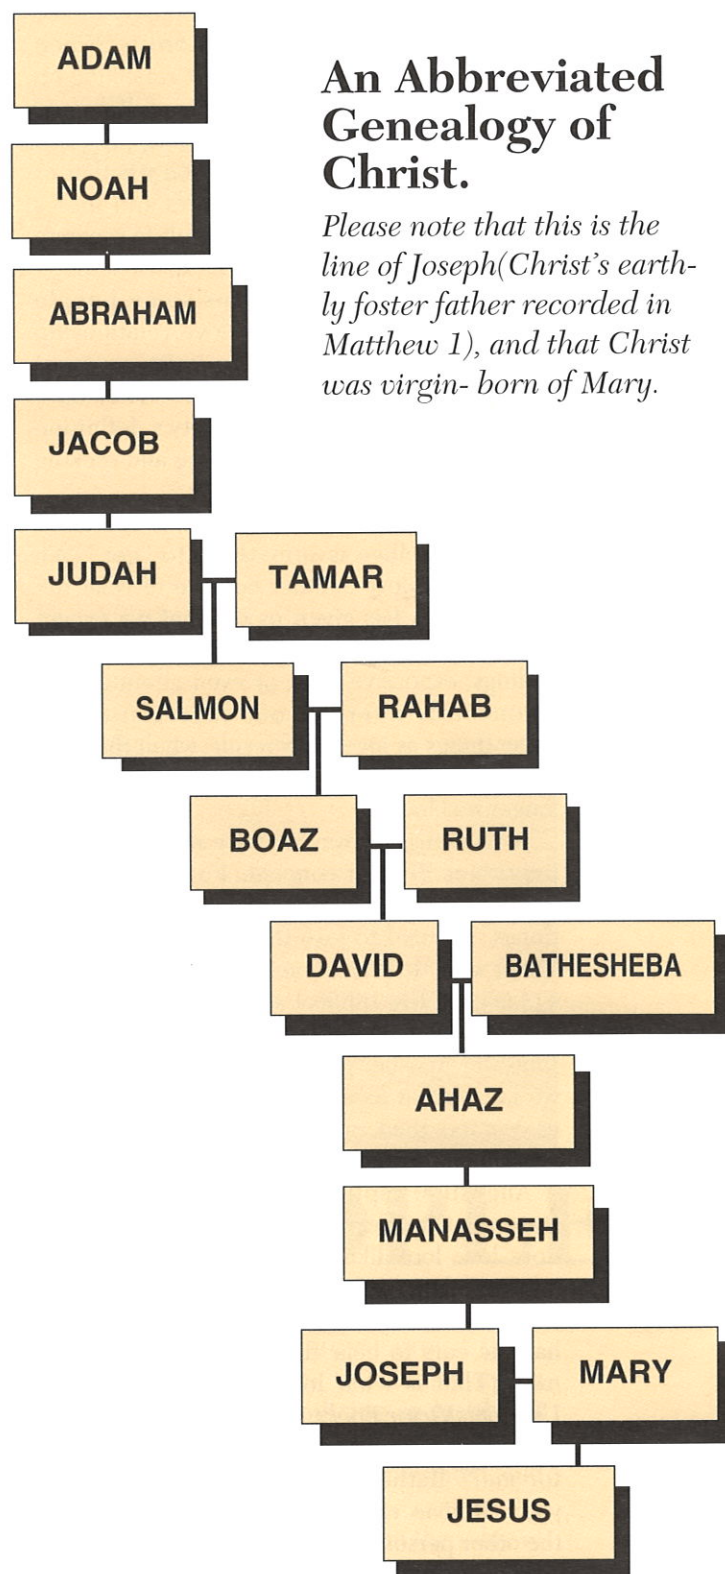 An Abbreviated
Genealogy of
Christ.
Please note that this is the
line of Joseph(Christ's earth-
ly foster father recorded in
Matthew 1), and that Christ
was virgin- born of Mary.
ADAM
NOAH
ABRAHAM
JACOB
JUDAH
TAMAR
SALMON
RAHAB
BOAZ
RUTH
DAVID
BATHESHEBA
AHAZ
MANASSEH
JOSEPH
MARY
JESUS